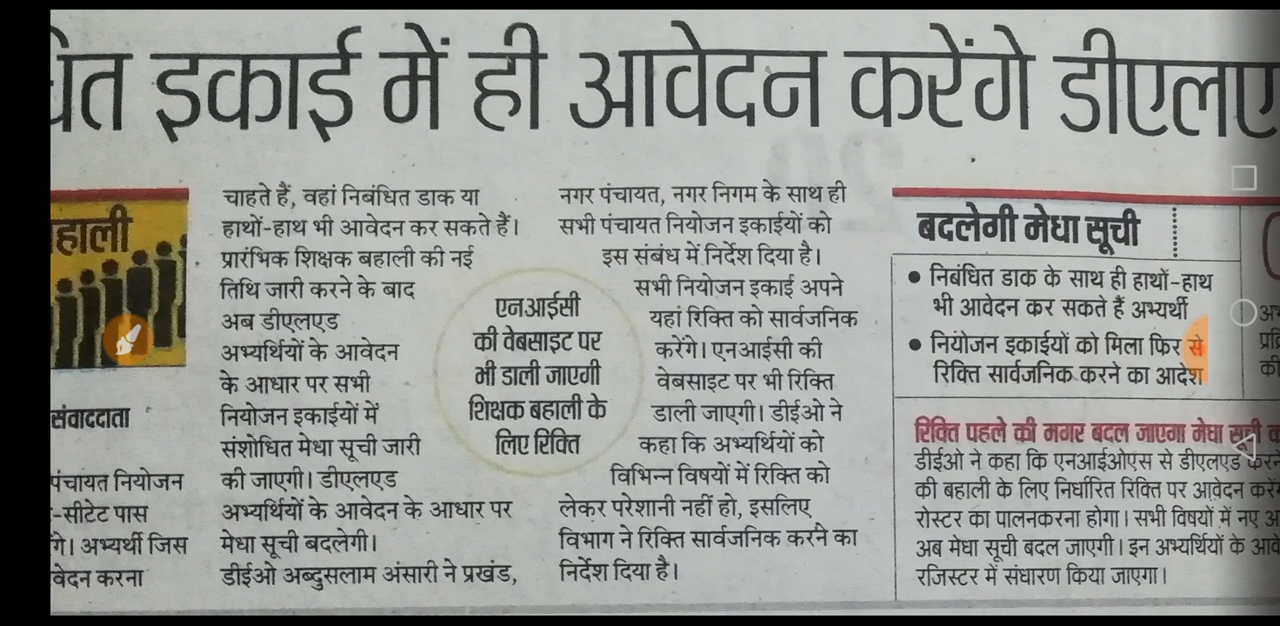 इकाई में ही आवेदन करेंगे
हाली
संवाददाता
पंचायत नियोजन
-सीटेट पास
अभ्यर्थी जिस
वेदन करना
चाहते हैं, वहां निबंधित डाक या
हाथों-हाथ भी आवेदन कर सकते हैं।
प्रारंभिक शिक्षक बहाली की नई
तिथि जारी करने के बाद
अब डीएलएड
अभ्यर्थियों के आवेदन
के आधार पर सभी
नियोजन इकाईयों में
संशोधित मेधा सूची जारी
की जाएगी। डीएलएड
अभ्यर्थियों के आवेदन के आधार पर
मेधा सूची बदलेगी।
डीईओ अब्दुसलाम अंसारी ने प्रखंड,
एनआईसी
की वेबसाइट पर
भी डाली जाएगी
शिक्षक बहाली के
लिए रिक्ति
नगर पंचायत, नगर निगम के साथ ही
सभी पंचायत नियोजन इकाईयों को
इस संबंध में निर्देश दिया है।
सभी नियोजन इकाई अपने
यहां रिक्ति को सार्वजनिक
करेंगे। एनआईसी की
वेबसाइट पर भी रिक्ति
डाली जाएगी। डीईओ ने
कहा कि अभ्यर्थियों को
विभिन्न विषयों में रिक्ति को
लेकर परेशानी नहीं हो, इसलिए
विभाग ने रिक्ति सार्वजनिक करने का
निर्देश दिया है।
बदलेगी मेधा सूची
● निबंधित डाक के साथ ही हाथों-हाथ
भी आवेदन कर सकते हैं अभ्यर्थी
● नियोजन इकाईयों को मिला फिर से
रिक्ति सार्वजनिक करने का आदेश
रिक्ति पहले की मगर बदल जाएगा मेधा सूची
डीईओ ने कहा कि एनआईओएस से डीएलएड करने
की बहाली के लिए निर्धारित रिक्ति पर आवेदन
रोस्टर का पालनकरना होगा। सभी विषयों में नए
अब मेधा सूची बदल जाएगी। इन अभ्यर्थियों के
रजिस्टर में संधारण किया जाएगा।